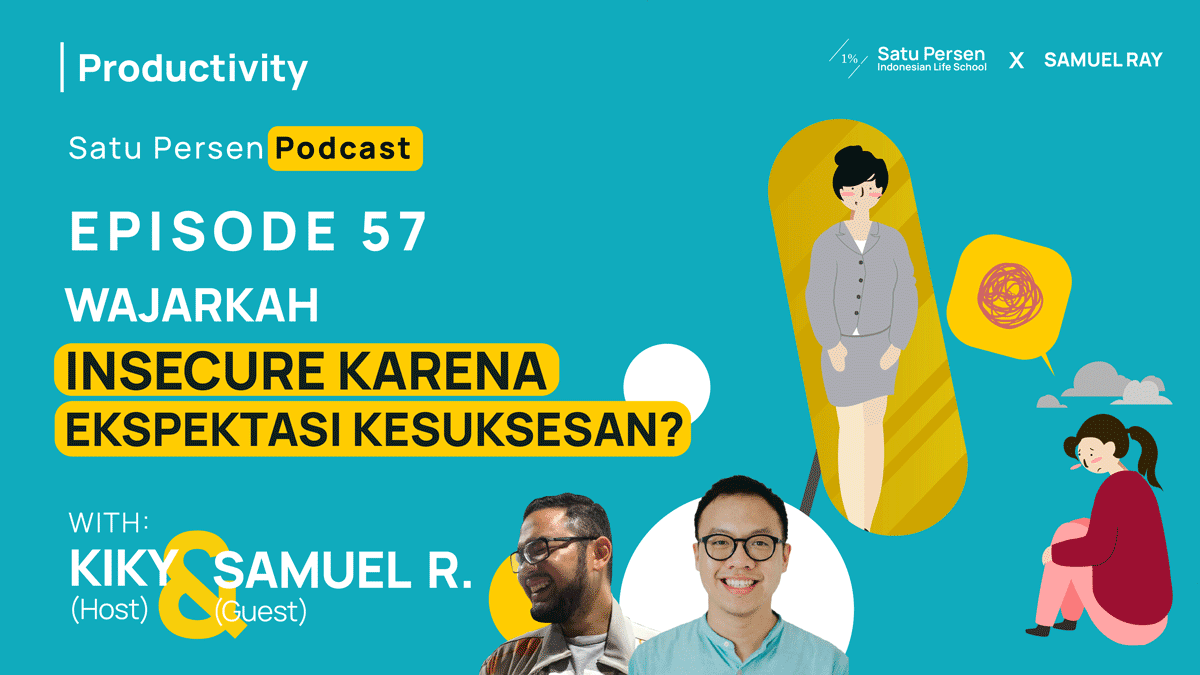 Productivity
1% Satu Persen
Indonesian Life School
X SAMUEL RAY
Satu Persen Podcast
EPISODE 57
WAJARKAH
INSECURE KARENA
EKSPEKTASI KESUKSESAN?
WITH:
KIKY & SAMUEL R.
(Host) (Guest)